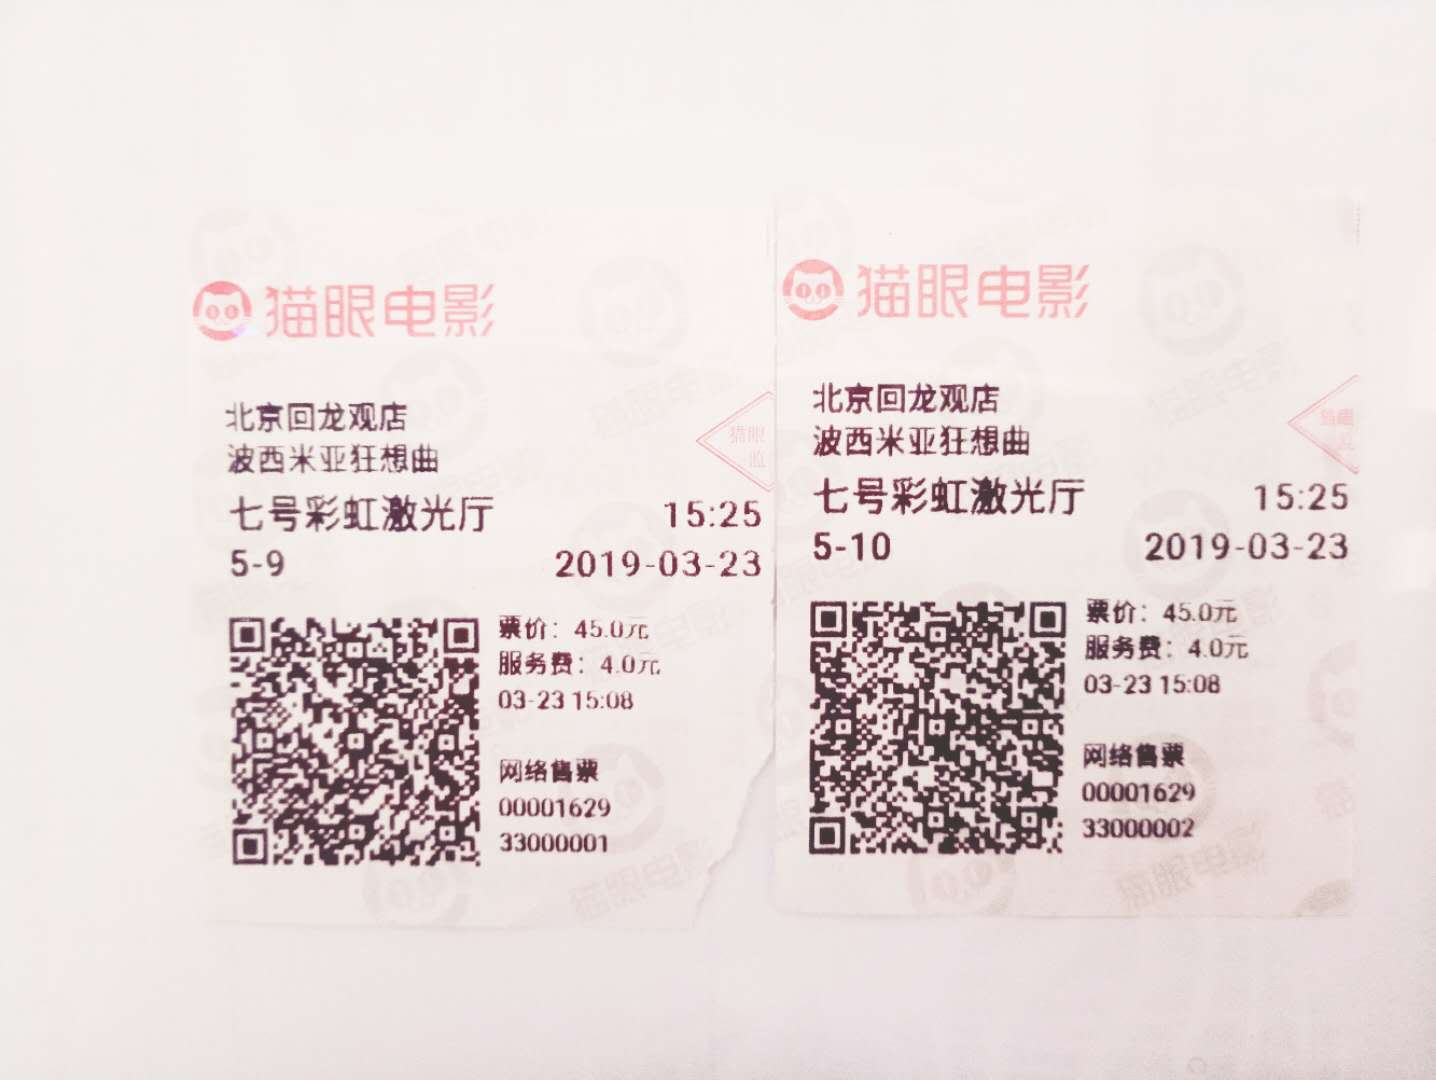 猫眼电影
北京回龙观店
波西米亚狂想曲
七号彩虹激光厅 15:25
5-9 2019-03-23
票价：45.0元
服务费：4.0元
03-23 15:08
网络售票
00001629
33000001
猫眼
监
猫眼电影
北京回龙观店
波西米亚狂想曲
七号彩虹激光厅 15:25
5-10 2019-03-23
票价：45.0元
服务费：4.0元
03-23 15:08
网络售票
00001629
33000002